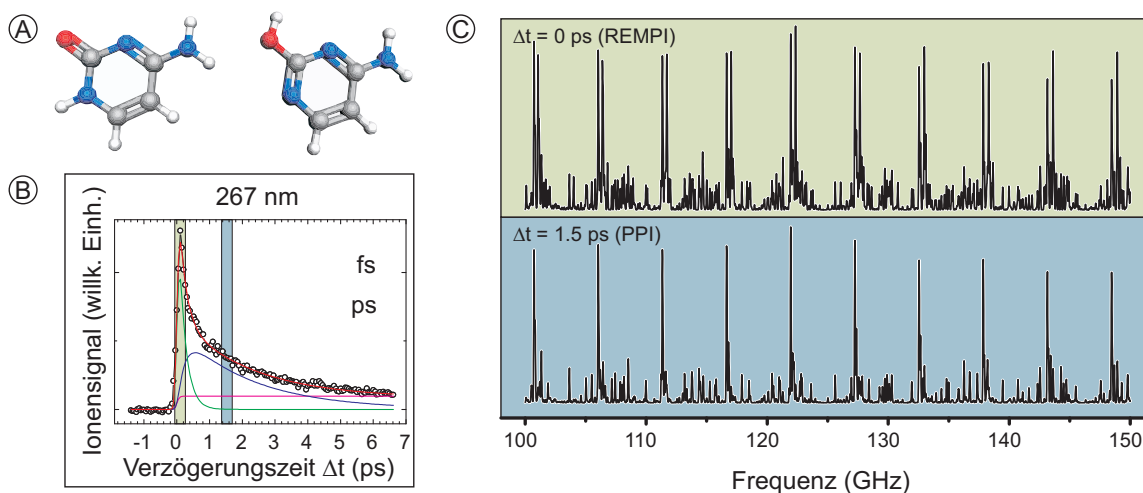 A
B
267 nm
fs
ps
Ionensignal (willk. Einh.)
-1 0 1 2 3 4 5 6 7
Verzögerungszeit Δt (ps)
C
Δt = 0 ps (REMPI)
Δt = 1.5 ps (PPI)
100 110 120 130 140 150
Frequenz (GHz)